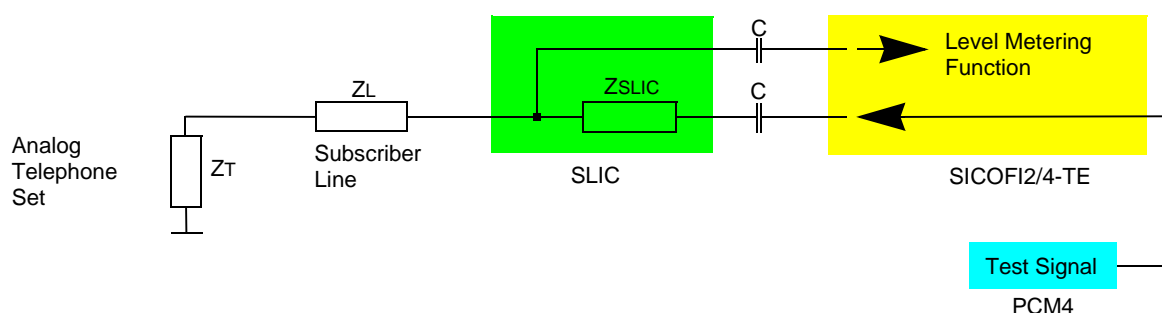 C
Level Metering
Function
ZL
ZSLIC
C
Analog
Telephone
Set
ZT
Subscriber
Line
SLIC
SICOFI2/4-TE
Test Signal
PCM4